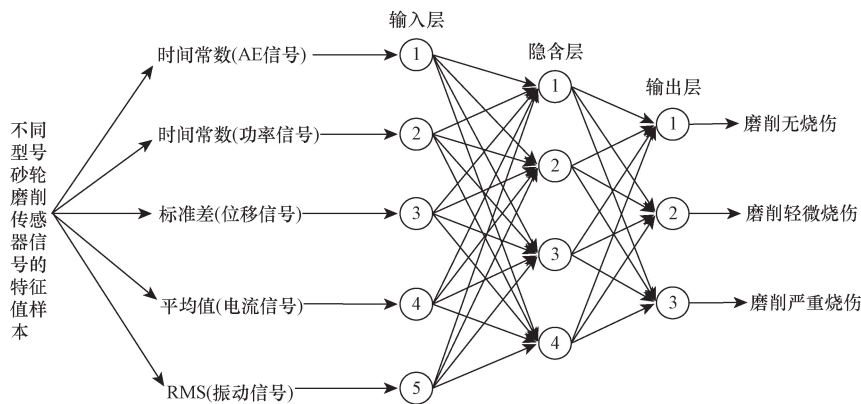 不同
型号
砂轮
磨削
传感
器信
号的
特征
值样
本
时间常数(AE信号)
时间常数(功率信号)
标准差(位移信号)
平均值(电流信号)
RMS(振动信号)
输入层
1
2
3
4
5
隐含层
1
2
3
4
输出层
1
2
3
磨削无烧伤
磨削轻微烧伤
磨削严重烧伤